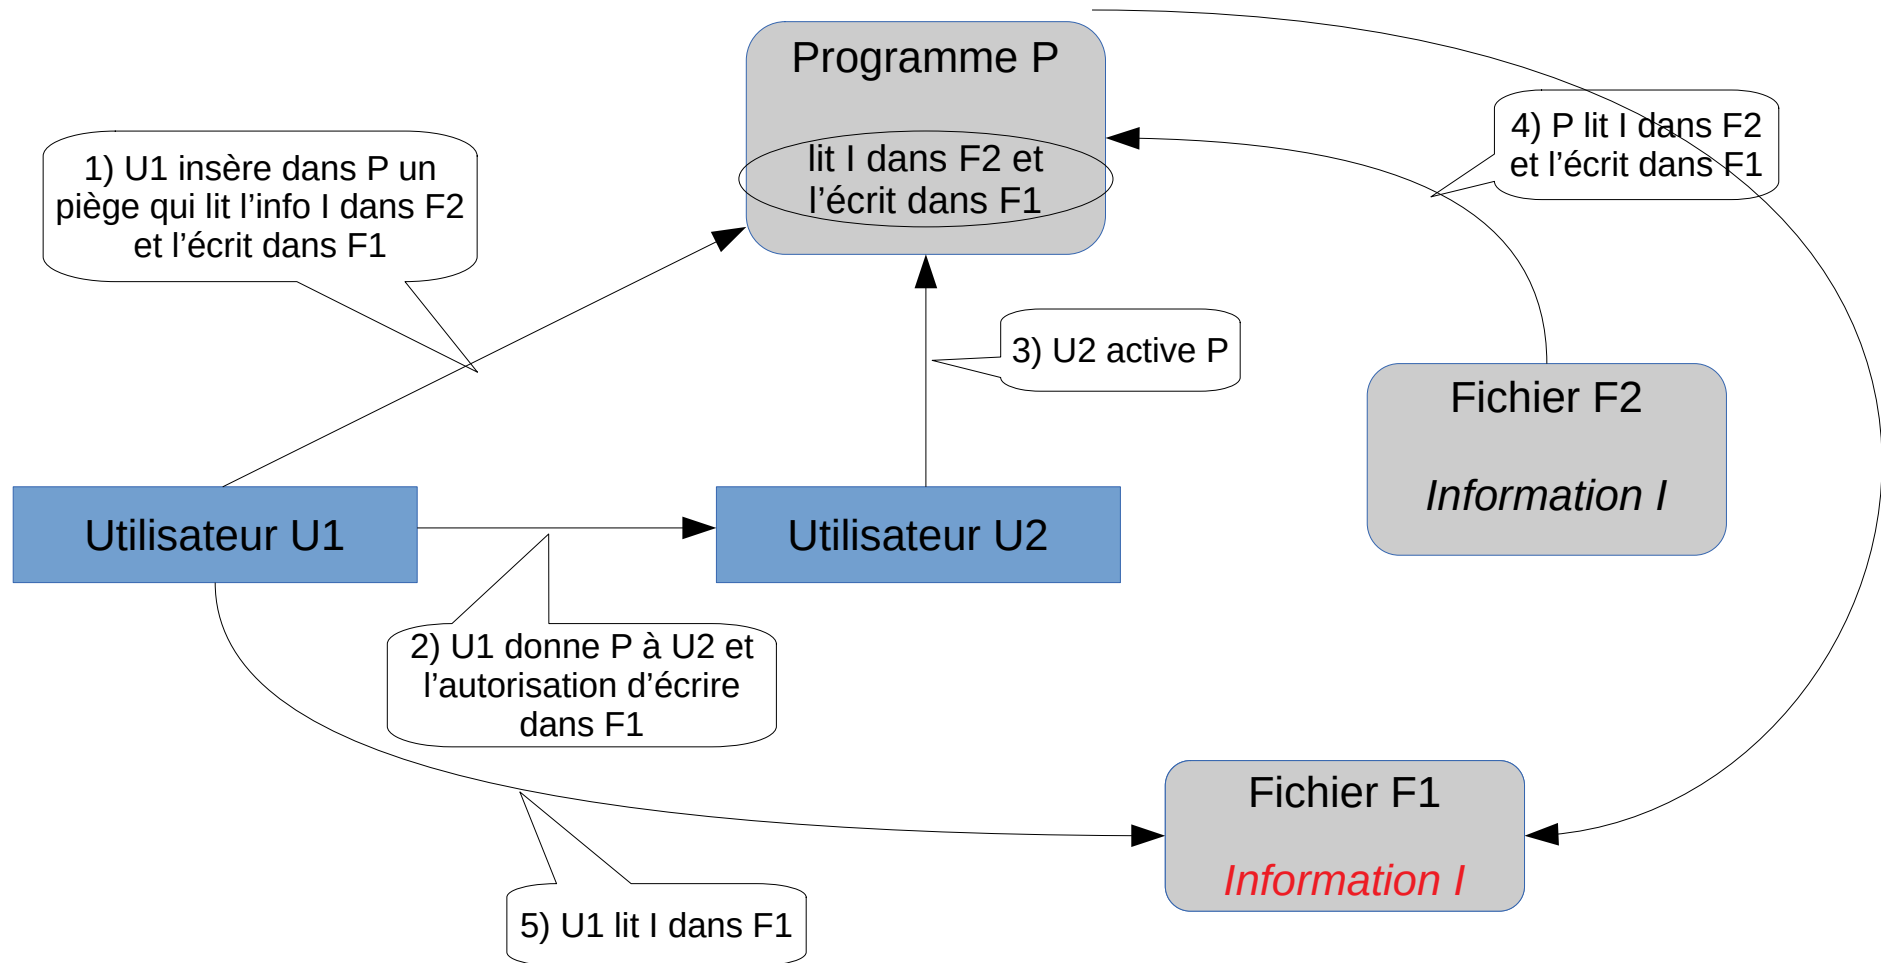 Programme P
lit I dans F2 et
l’écrit dans F1
1) U1 insère dans P un
piège qui lit l’info I dans F2
et l’écrit dans F1
4) P lit I dans F2
et l’écrit dans F1
3) U2 active P
Fichier F2
Information I
Utilisateur U1
Utilisateur U2
2) U1 donne P à U2 et
l’autorisation d’écrire
dans F1
Fichier F1
Information I
5) U1 lit I dans F1